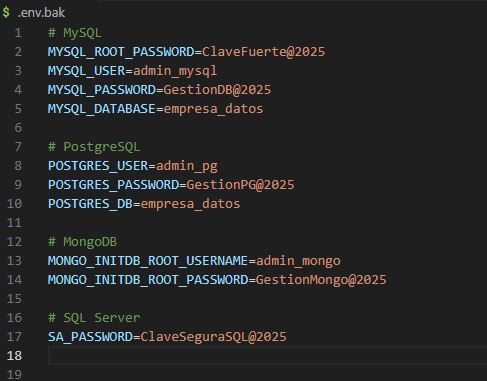 $ .env.bak
1 # MySQL
2 MYSQL_ROOT_PASSWORD=ClaveFuerte@2025
3 MYSQL_USER=admin_mysql
4 MYSQL_PASSWORD=GestionDB@2025
5 MYSQL_DATABASE=empresa_datos
6
7 # PostgreSQL
8 POSTGRES_USER=admin_pg
9 POSTGRES_PASSWORD=GestionPG@2025
10 POSTGRES_DB=empresa_datos
11
12 # MongoDB
13 MONGO_INITDB_ROOT_USERNAME=admin_mongo
14 MONGO_INITDB_ROOT_PASSWORD=GestionMongo@2025
15
16 # SQL Server
17 SA_PASSWORD=ClaveSeguraSQL@2025
18
19